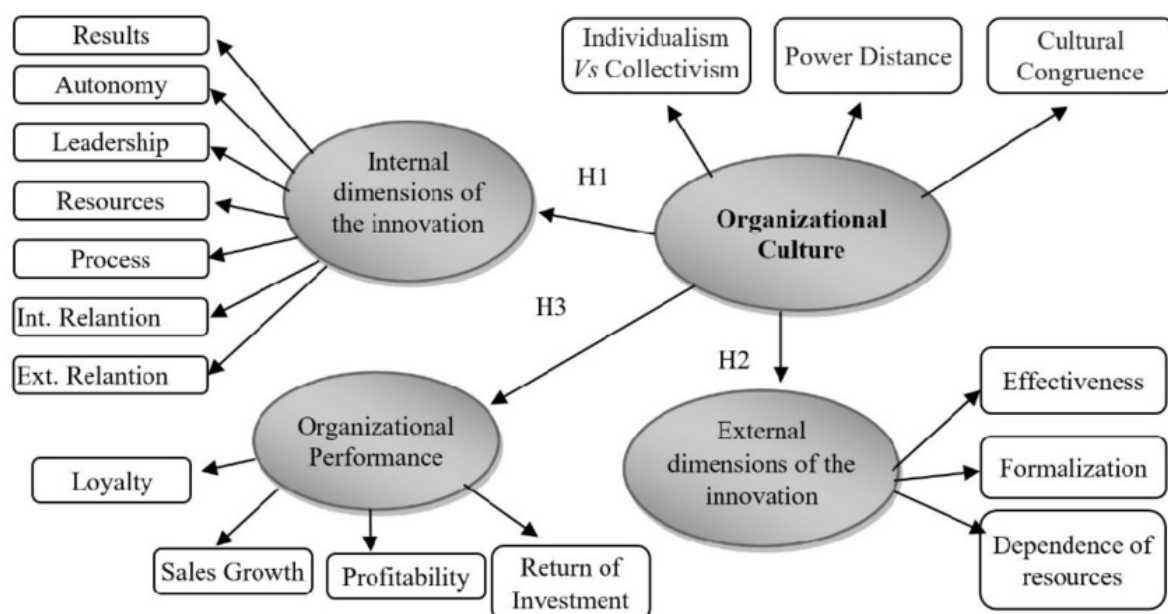 Results
Autonomy
Leadership
Resources
Process
Int. Relantion
Ext. Relantion
Internal
dimensions of
the innovation
Individualism
Vs Collectivism
Power Distance
Cultural
Congruence
H1
Organizational
Culture
H3
H2
Organizational
Performance
Loyalty
Sales Growth
Profitability
Return of
Investment
External
dimensions of the
innovation
Effectiveness
Formalization
Dependence of
resources